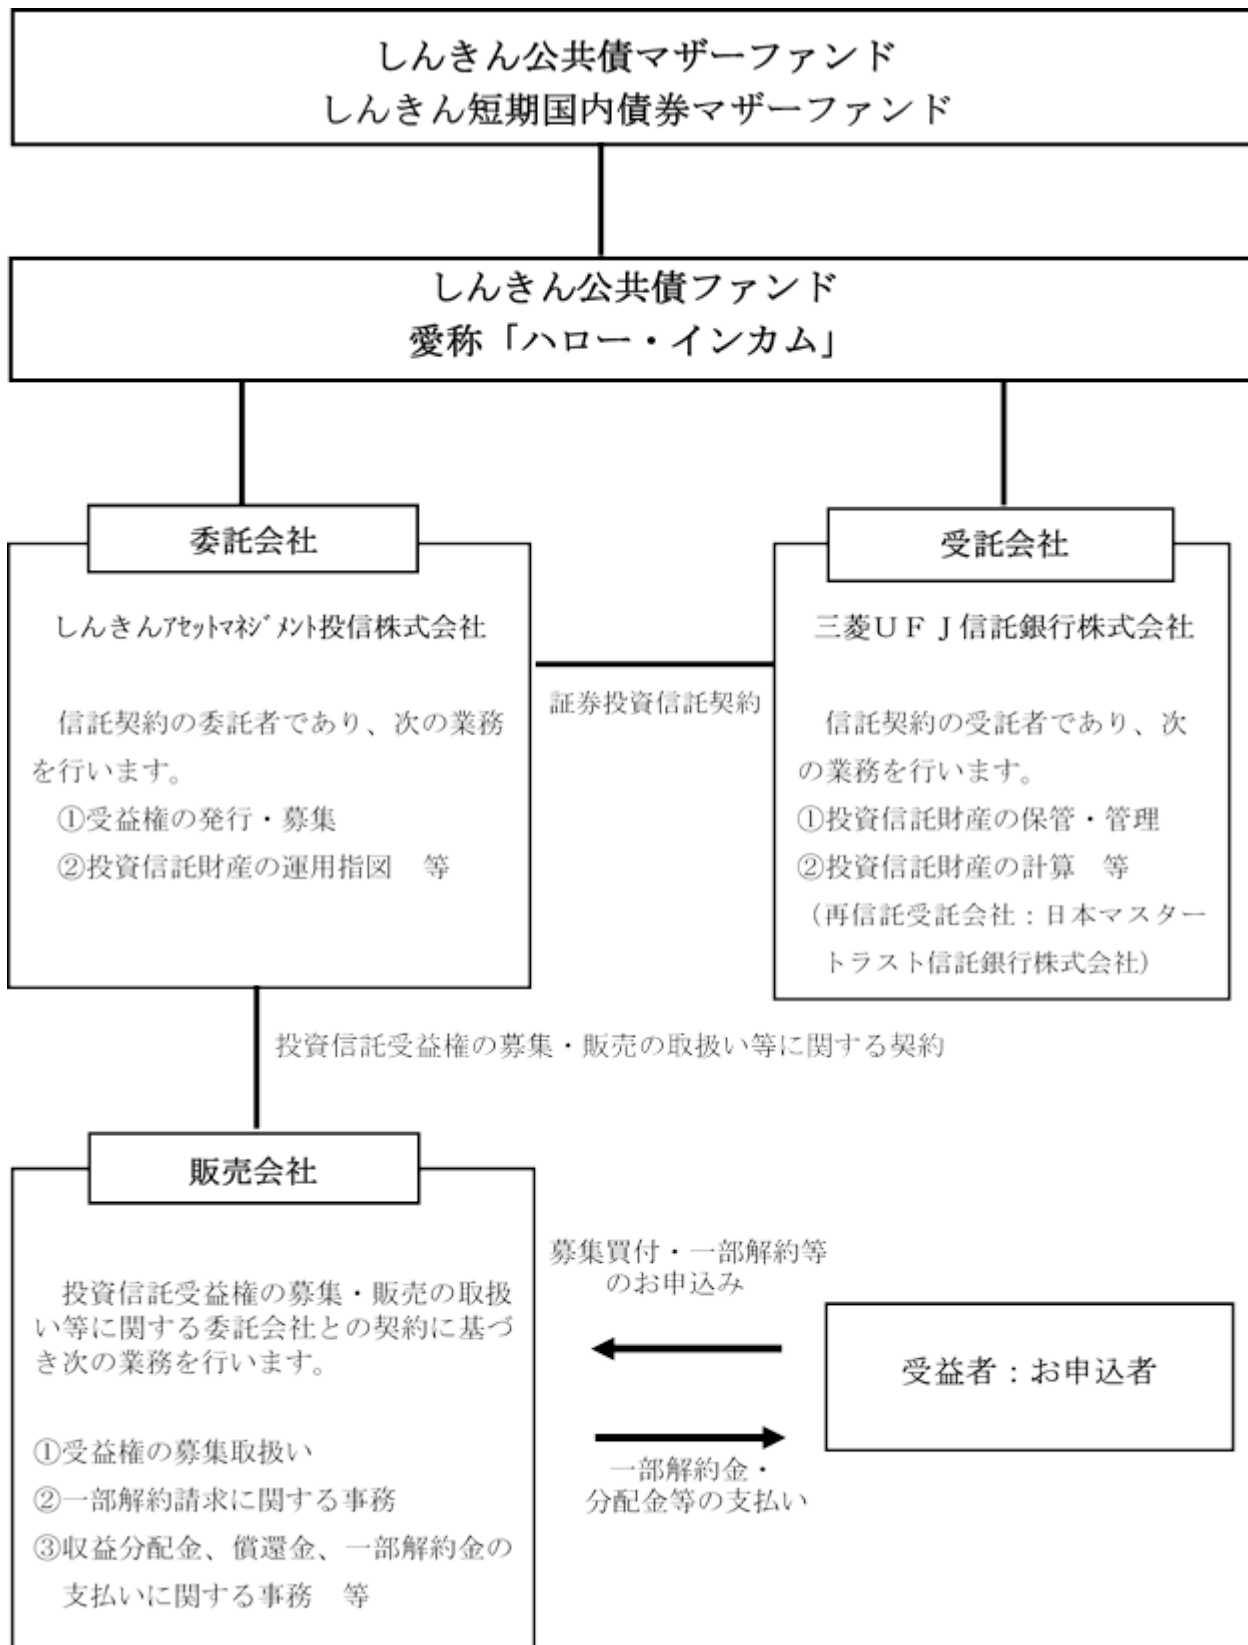 しんきん公共債マザーファンド
しんきん短期国内債券マザーファンド
しんきん公共債ファンド
愛称「ハロー・インカム」
委託会社
しんきんｱｾｯﾄﾏﾈｼﾞﾒﾝﾄ投信株式会社
信託契約の委託者であり、次の業務
を行います。
①受益権の発行・募集
②投資信託財産の運用指図　等
証券投資信託契約
受託会社
三菱ＵＦＪ信託銀行株式会社
信託契約の受託者であり、次
の業務を行います。
①投資信託財産の保管・管理
②投資信託財産の計算　等
（再信託受託会社：日本マスター
トラスト信託銀行株式会社）
投資信託受益権の募集・販売の取扱い等に関する契約
販売会社
投資信託受益権の募集・販売の取扱
い等に関する委託会社との契約に基づ
き次の業務を行います。
①受益権の募集取扱い
②一部解約請求に関する事務
③収益分配金、償還金、一部解約金の
支払いに関する事務　等
募集買付・一部解約等
のお申込み
一部解約金・
分配金等の支払い
受益者：お申込者